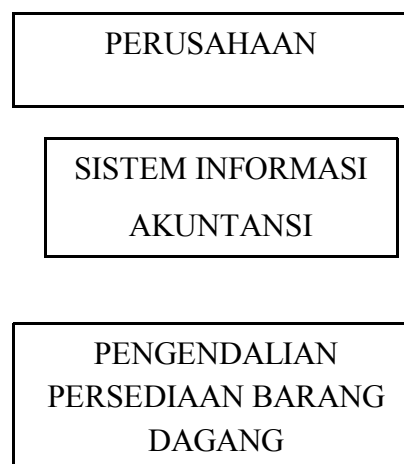 PERUSAHAAN
SISTEM INFORMASI
AKUNTANSI
PENGENDALIAN
PERSEDIAAN BARANG
DAGANG